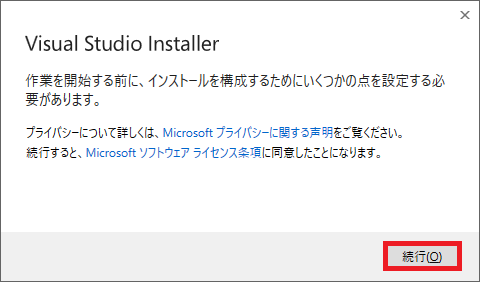 Visual Studio Installer
作業を開始する前に、インストールを構成するためにいくつかの点を設定する必
要があります。
プライバシーについて詳しくは、Microsoft プライバシーに関する声明をご覧ください。
続行すると、Microsoft ソフトウェア ライセンス条項に同意したことになります。
続行(O)